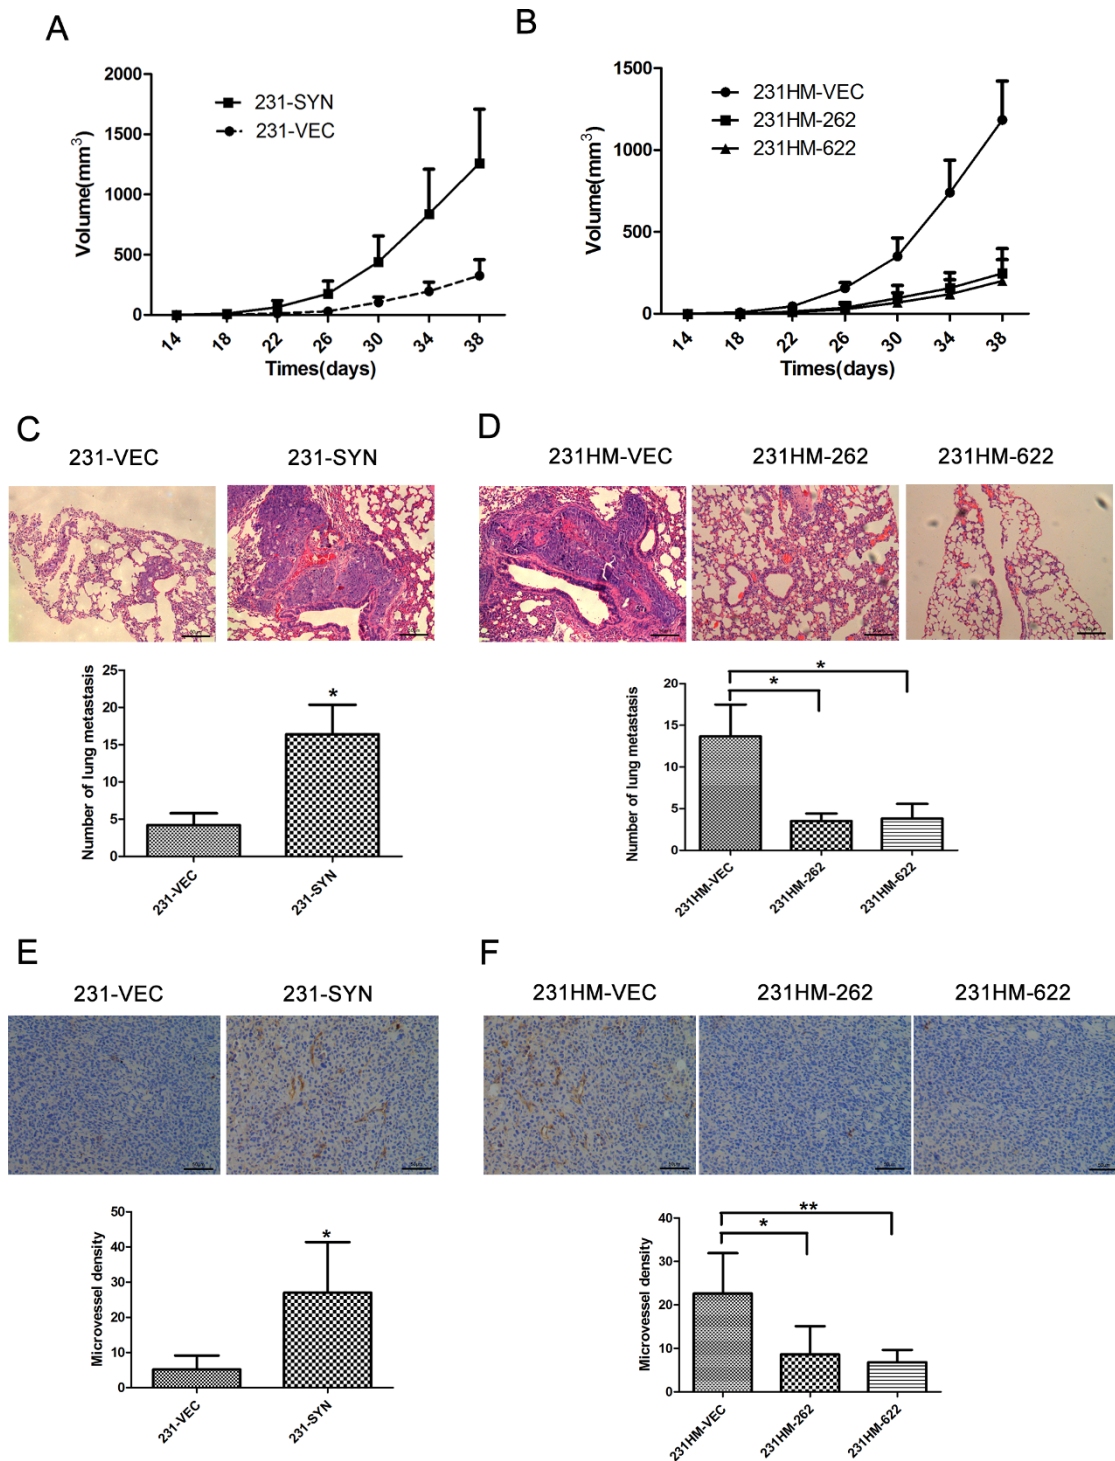 A
B
2000
1500
1000
500
0
Volume(mm3)
231-SYN
231-VEC
14 18 22 26 30 34 38
Times(days)
1500
1000
500
0
Volume(mm3)
231HM-VEC
231HM-262
231HM-622
14 18 22 26 30 34 38
Times(days)
C
231-VEC 231-SYN
D
231HM-VEC 231HM-262 231HM-622
25
20
15
10
5
0
Number of lung metastasis
*
231-VEC 231-SYN
20
15
10
5
0
Number of lung metastasis
*
*
231HM-VEC 231HM-262 231HM-622
E
231-VEC 231-SYN
F
231HM-VEC 231HM-262 231HM-622
50
40
30
20
10
0
Microvessel density
*
231-VEC 231-SYN
40
30
20
10
0
Microvessel density
**
*
231HM-VEC 231HM-262 231HM-622